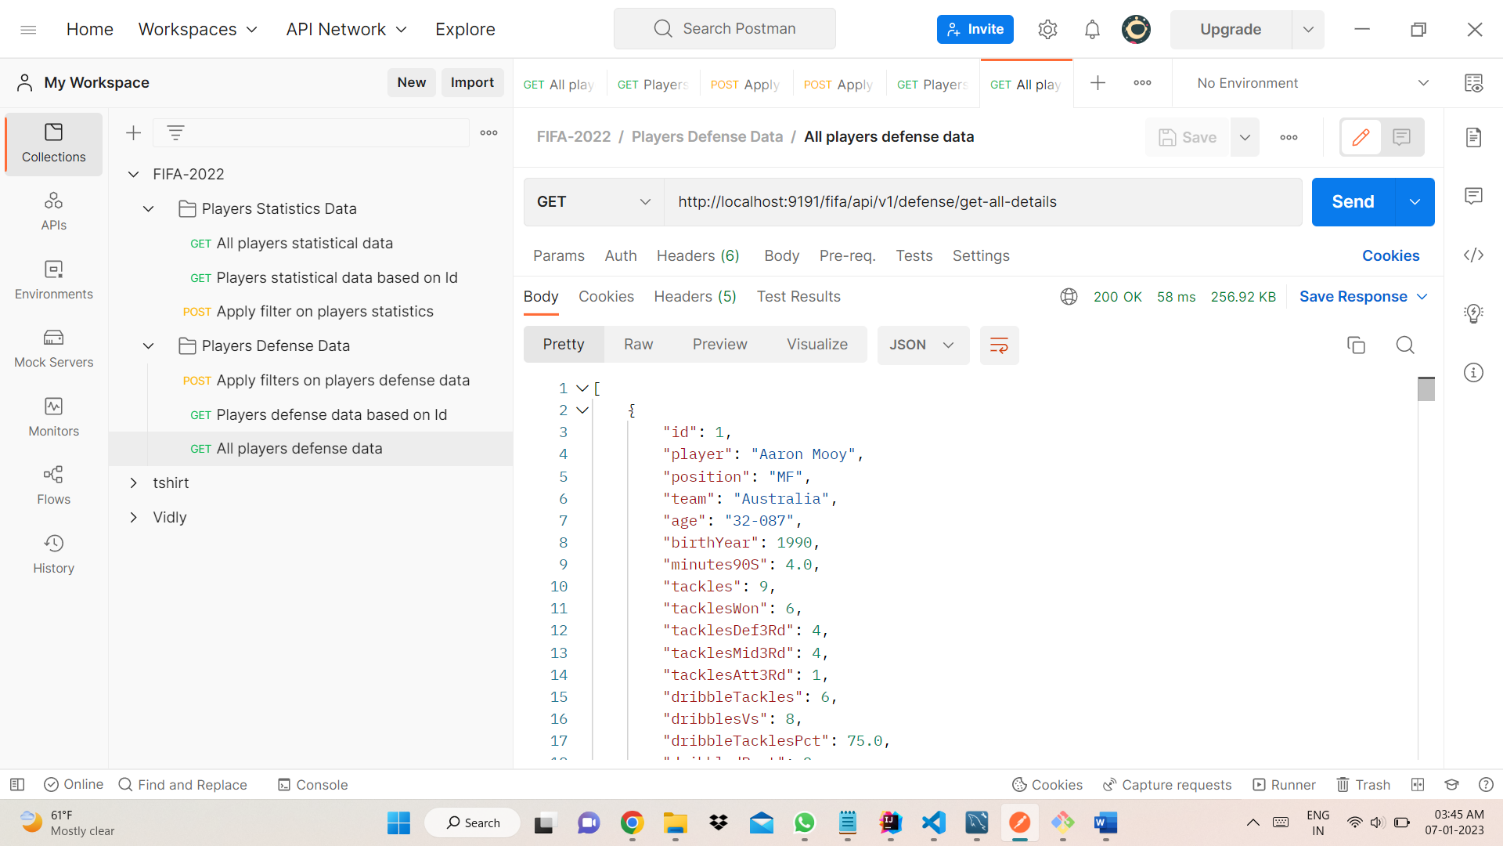 Home
Workspaces
API Network
Explore
Search Postman
Invite
Upgrade
My Workspace
New
Import
GET All play
GET Players
POST Apply
POST Apply
GET Players
GET All play
No Environment
Collections
APIs
Environments
Mock Servers
Monitors
Flows
History
FIFA-2022
Players Statistics Data
GET All players statistical data
GET Players statistical data based on Id
POST Apply filter on players statistics
Players Defense Data
POST Apply filters on players defense data
GET Players defense data based on Id
GET All players defense data
tshirt
Vidly
FIFA-2022 / Players Defense Data / All players defense data
Save
GET
http://localhost:9191/fifa/api/v1/defense/get-all-details
Send
Params
Auth
Headers (6)
Body
Pre-req.
Tests
Settings
Cookies
Body
Cookies
Headers (5)
Test Results
200 OK
58 ms
256.92 KB
Save Response
Pretty
Raw
Preview
Visualize
JSON
1 [
2 {
3 "id": 1,
4 "player": "Aaron Mooy",
5 "position": "MF",
6 "team": "Australia",
7 "age": "32-087",
8 "birthYear": 1990,
9 "minutes90S": 4.0,
10 "tackles": 9,
11 "tacklesWon": 6,
12 "tacklesDef3Rd": 4,
13 "tacklesMid3Rd": 4,
14 "tacklesAtt3Rd": 1,
15 "dribbleTackles": 6,
16 "dribblesVs": 8,
17 "dribbleTacklesPct": 75.0,
Online
Find and Replace
Console
Cookies
Capture requests
Runner
Trash
61°F
Mostly clear
Search
ENG
IN
03:45 AM
07-01-2023